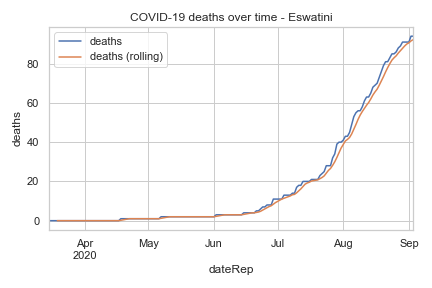 COVID-19 deaths over time - Eswatini
deaths
deaths (rolling)
80
60
40
20
0
deaths
Apr
2020
May
Jun
Jul
Aug
Sep
dateRep